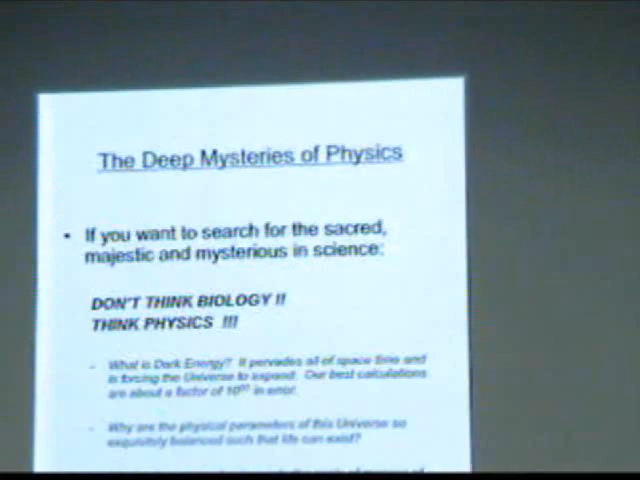 The Deep Mysteries of Physics
• If you want to search for the sacred,
majestic and mysterious in science:
DON'T THINK BIOLOGY !!
THINK PHYSICS !!!
- What is Dark Energy? It pervades all of space time and
is forcing the Universe to expand. Our best calculations
are about a factor of 10 in error.
- Why are the physical parameters of this Universe so
exquisitely balanced such that life can exist?